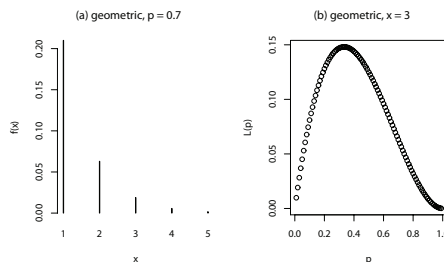 (a) geometric, p = 0.7
f(x)
0.20
0.15
0.10
0.05
0.00
1 2 3 4 5
x
(b) geometric, x = 3
L(p)
0.15
0.10
0.05
0.00
0.0 0.2 0.4 0.6 0.8 1.0
p